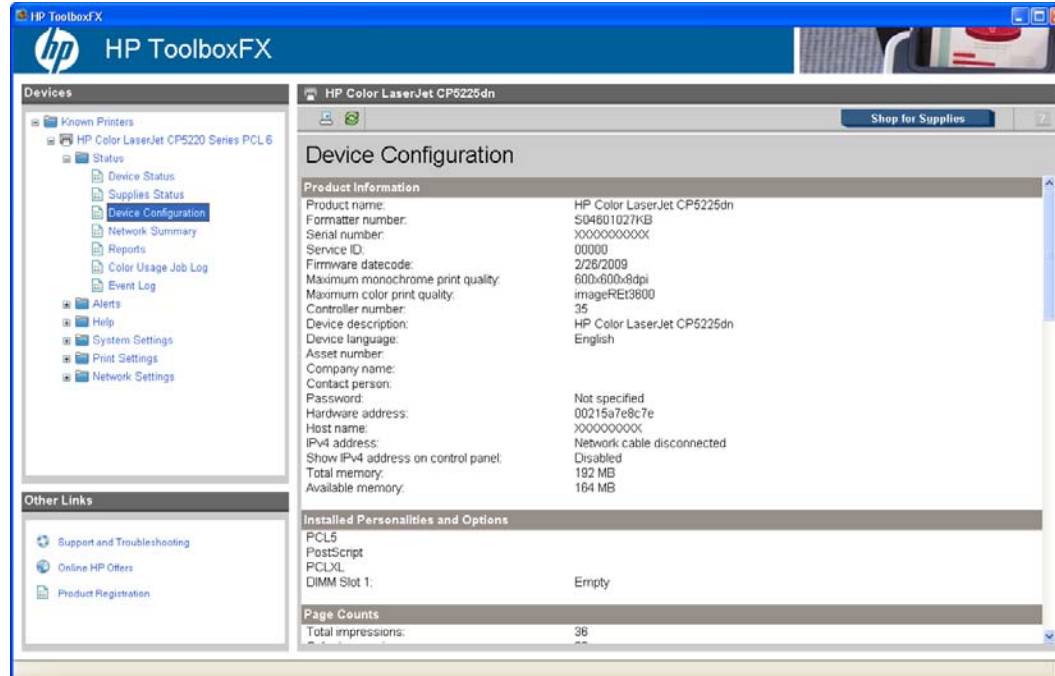 HP ToolboxFX
hp HP ToolboxFX
Devices
Known Printers
HP Color LaserJet CP5220 Series PCL 6
Status
Device Status
Supplies Status
Device Configuration
Network Summary
Reports
Color Usage Job Log
Event Log
Alerts
Help
System Settings
Print Settings
Network Settings
Other Links
Support and Troubleshooting
Online HP Offers
Product Registration
HP Color LaserJet CP5225dn
Shop for Supplies ?
Device Configuration
Product Information
Product name: HP Color LaserJet CP5225dn
Formatter number: S04601027KB
Serial number: XXXXXXXXXX
Service ID: 00000
Firmware datecode: 2/26/2009
Maximum monochrome print quality: 600x600x8dpi
Maximum color print quality: imageREt3600
Controller number: 35
Device description: HP Color LaserJet CP5225dn
Device language: English
Asset number:
Company name:
Contact person:
Password: Not specified
Hardware address: 00215a7e8c7e
Host name: XXXXXXXXX
IPv4 address: Network cable disconnected
Show IPv4 address on control panel: Disabled
Total memory: 192 MB
Available memory: 164 MB
Installed Personalities and Options
PCL5
PostScript
PCLXL
DIMM Slot 1: Empty
Page Counts
Total impressions: 36